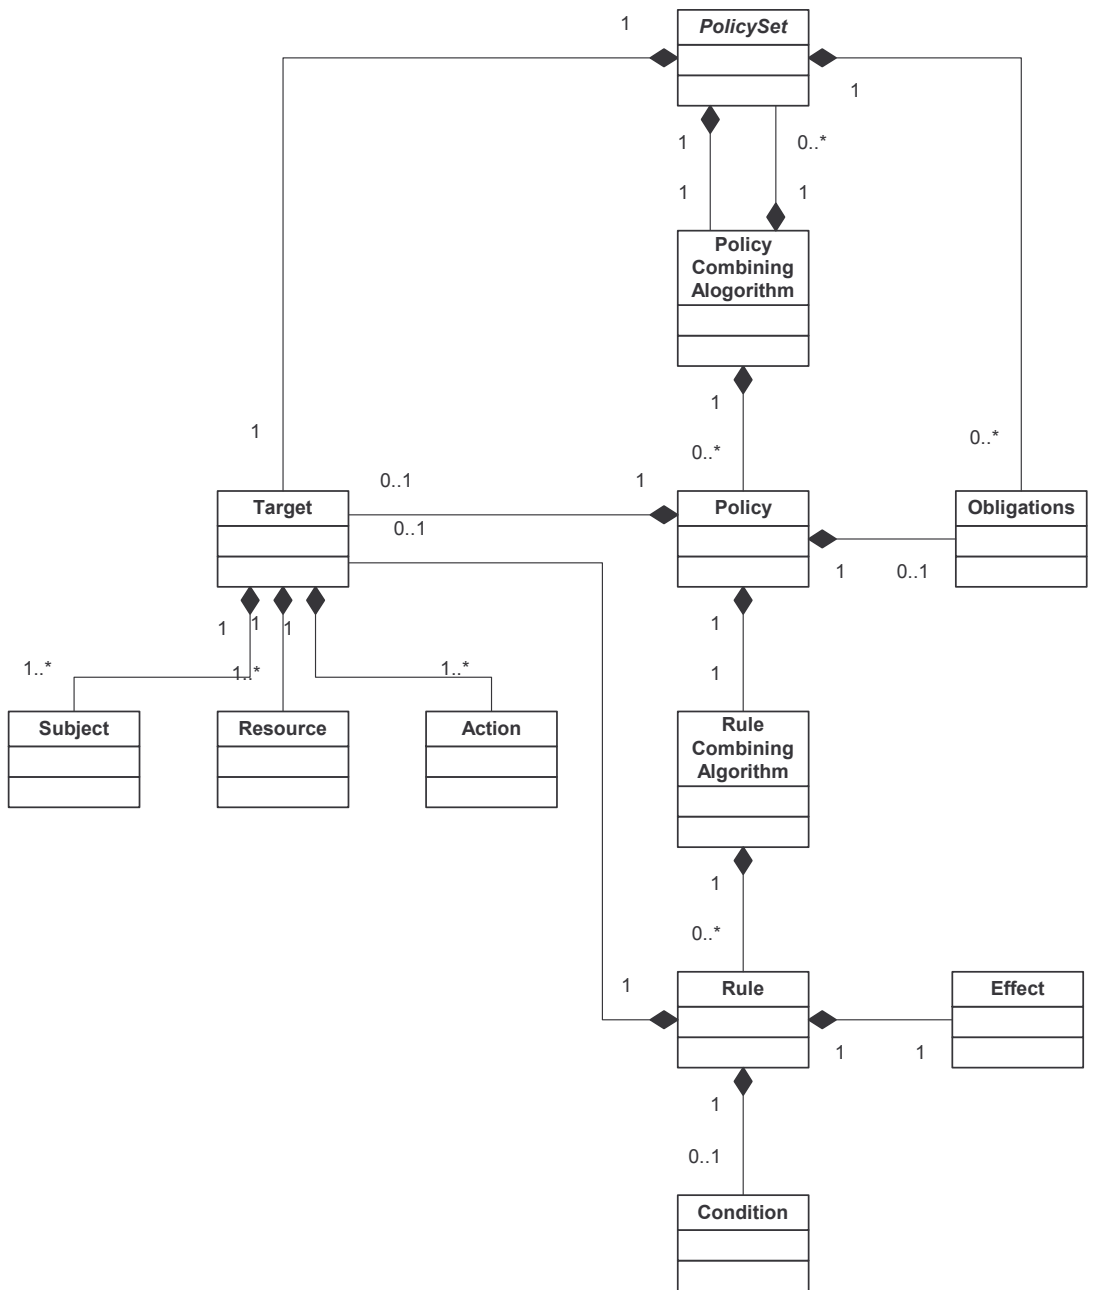 1
PolicySet
1
1
0..*
1
1
Policy
Combining
Alogorithm
1
1
0..*
0..*
0..1
1
Target
Policy
Obligations
0..1
1
0..1
1
1
1
1
1..*
1..*
1..*
1
Subject
Resource
Action
Rule
Combining
Algorithm
1
0..*
1
Rule
Effect
1
1
1
0..1
Condition